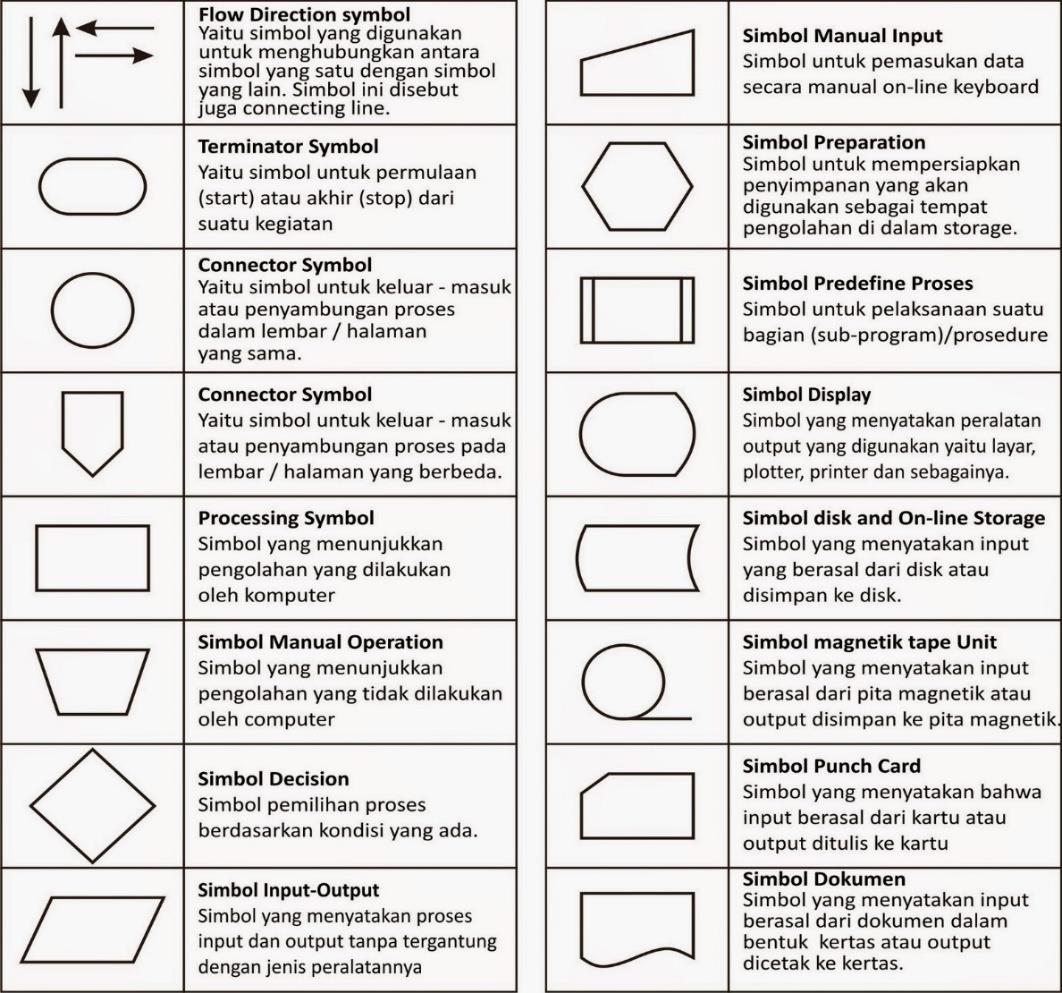 Flow Direction symbol
Yaitu simbol yang digunakan
untuk menghubungkan antara
simbol yang satu dengan simbol
yang lain. Simbol ini disebut
juga connecting line.
Terminator Symbol
Yaitu simbol untuk permulaan
(start) atau akhir (stop) dari
suatu kegiatan
Connector Symbol
Yaitu simbol untuk keluar - masuk
atau penyambungan proses
dalam lembar / halaman
yang sama.
Connector Symbol
Yaitu simbol untuk keluar - masuk
atau penyambungan proses pada
lembar / halaman yang berbeda.
Processing Symbol
Simbol yang menunjukkan
pengolahan yang dilakukan
oleh komputer
Simbol Manual Operation
Simbol yang menunjukkan
pengolahan yang tidak dilakukan
oleh computer
Simbol Decision
Simbol pemilihan proses
berdasarkan kondisi yang ada.
Simbol Input-Output
Simbol yang menyatakan proses
input dan output tanpa tergantung
dengan jenis peralatannya
Simbol Manual Input
Simbol untuk pemasukan data
secara manual on-line keyboard
Simbol Preparation
Simbol untuk mempersiapkan
penyimpanan yang akan
digunakan sebagai tempat
pengolahan di dalam storage.
Simbol Predefine Proses
Simbol untuk pelaksanaan suatu
bagian (sub-program)/prosedure
Simbol Display
Simbol yang menyatakan peralatan
output yang digunakan yaitu layar,
plotter, printer dan sebagainya.
Simbol disk and On-line Storage
Simbol yang menyatakan input
yang berasal dari disk atau
disimpan ke disk.
Simbol magnetik tape Unit
Simbol yang menyatakan input
berasal dari pita magnetik atau
output disimpan ke pita magnetik.
Simbol Punch Card
Simbol yang menyatakan bahwa
input berasal dari kartu atau
output ditulis ke kartu
Simbol Dokumen
Simbol yang menyatakan input
berasal dari dokumen dalam
bentuk kertas atau output
dicetak ke kertas.